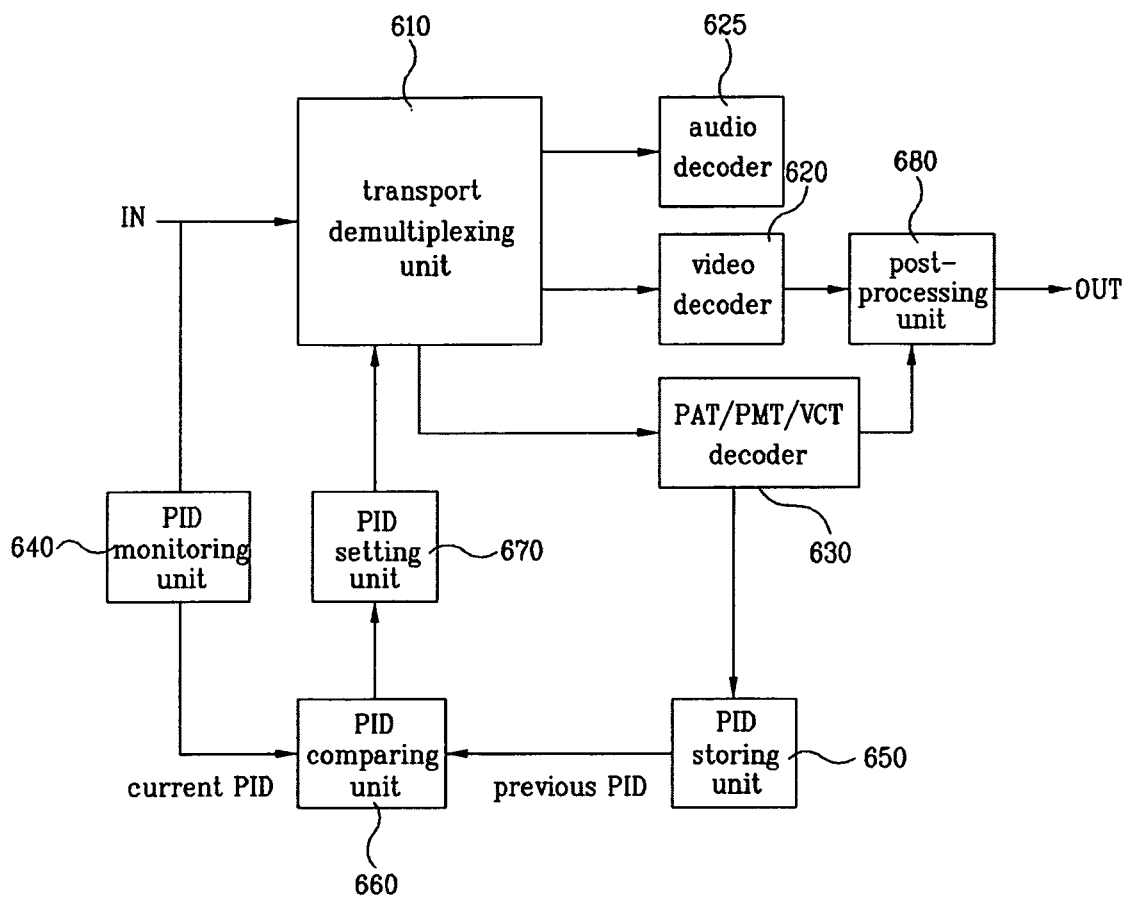 610
625
transport
demultiplexing
unit
audio
decoder
620
680
IN
video
decoder
post-
processing
unit
OUT
PAT/PMT/VCT
decoder
630
640
PID
monitoring
unit
PID
setting
unit
670
PID
comparing
unit
660
PID
storing
unit
650
current PID
previous PID